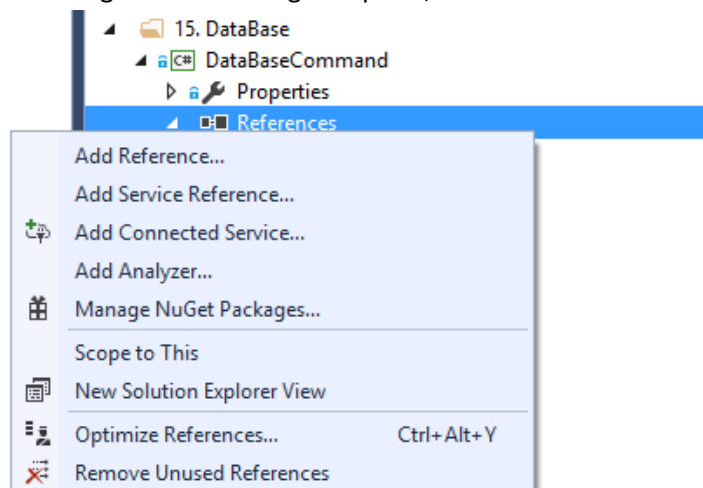 15. DataBase
C# DataBaseCommand
Properties
References
Add Reference...
Add Service Reference...
Add Connected Service...
Add Analyzer...
Manage NuGet Packages...
Scope to This
New Solution Explorer View
Optimize References... Ctrl+Alt+Y
Remove Unused References